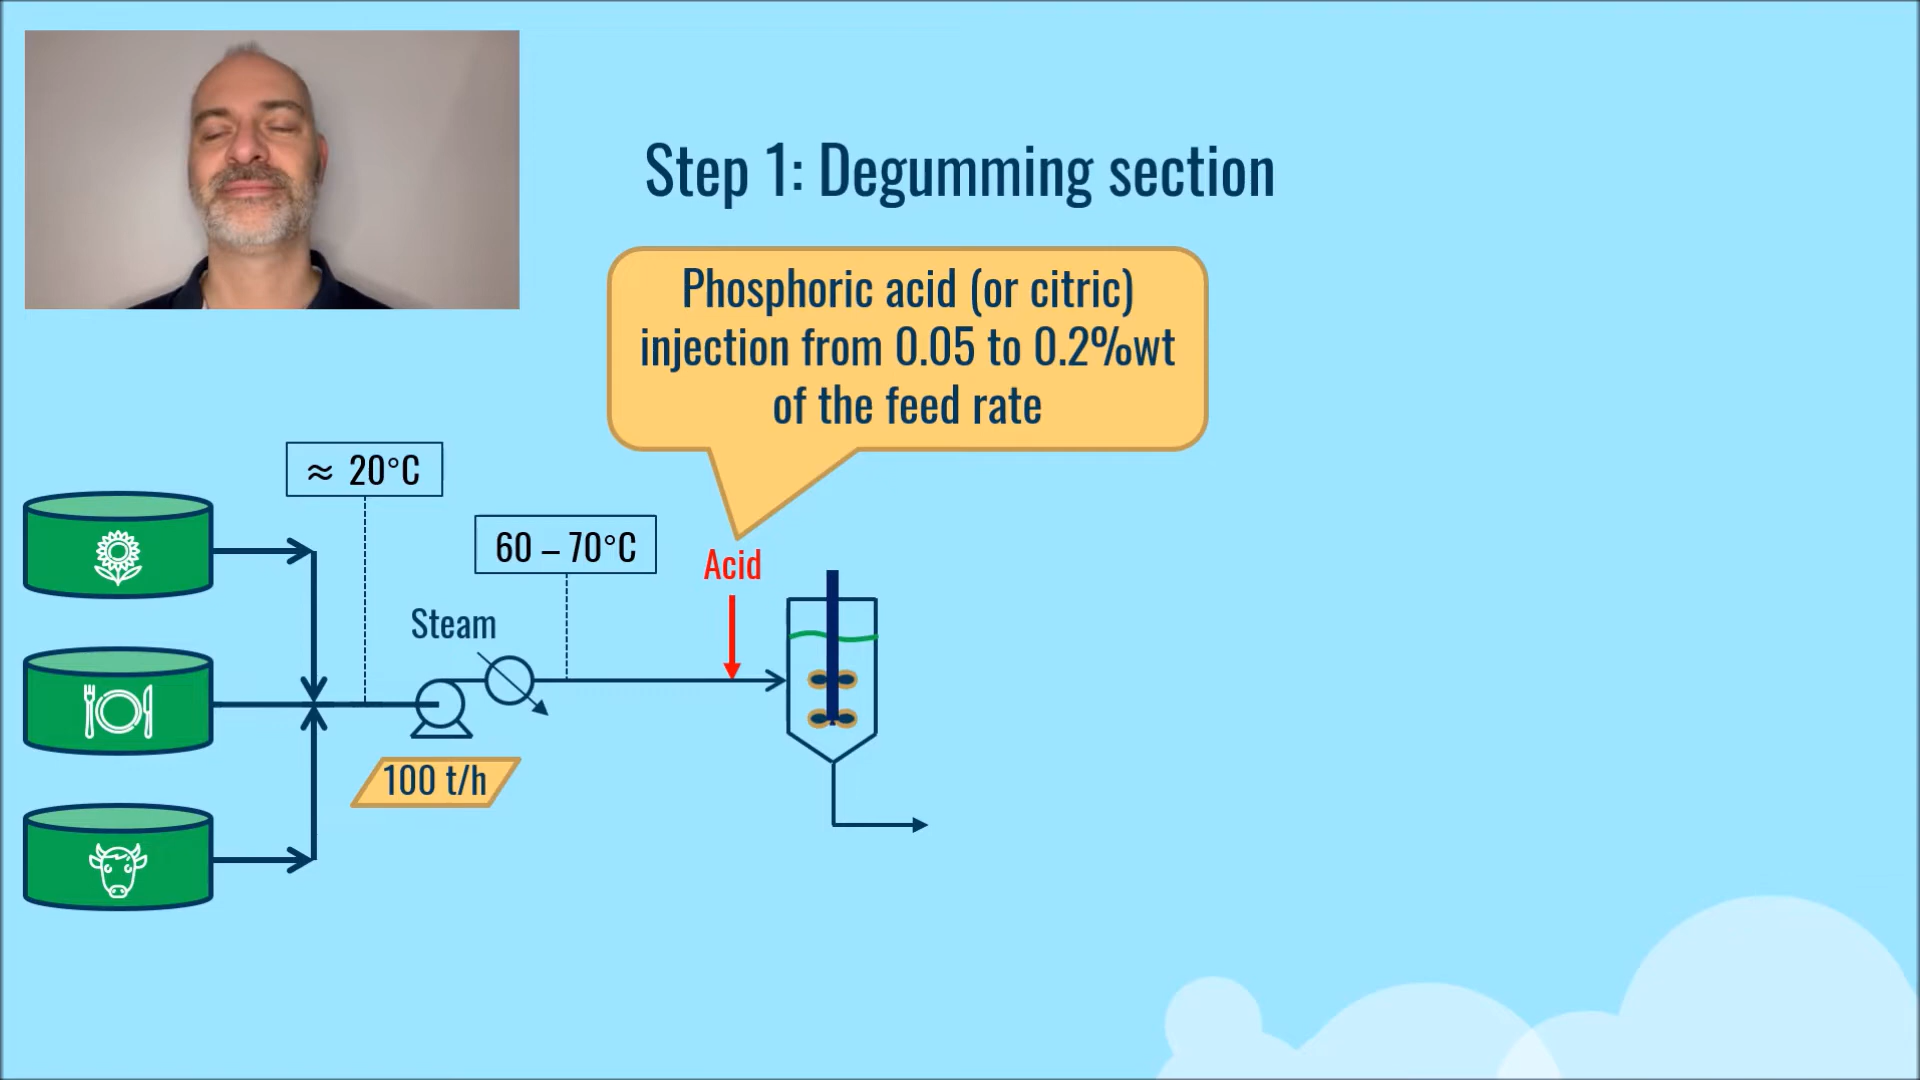 Step 1: Degumming section
Phosphoric acid (or citric)
injection from 0.05 to 0.2%wt
of the feed rate
≈ 20°C
60 – 70°C
Acid
Steam
100 t/h